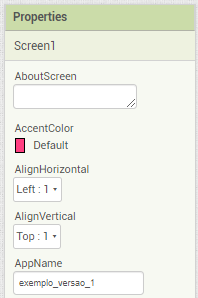 Properties
Screen1
AboutScreen
AccentColor
Default
AlignHorizontal
Left : 1
AlignVertical
Top : 1
AppName
exemplo_versao_1